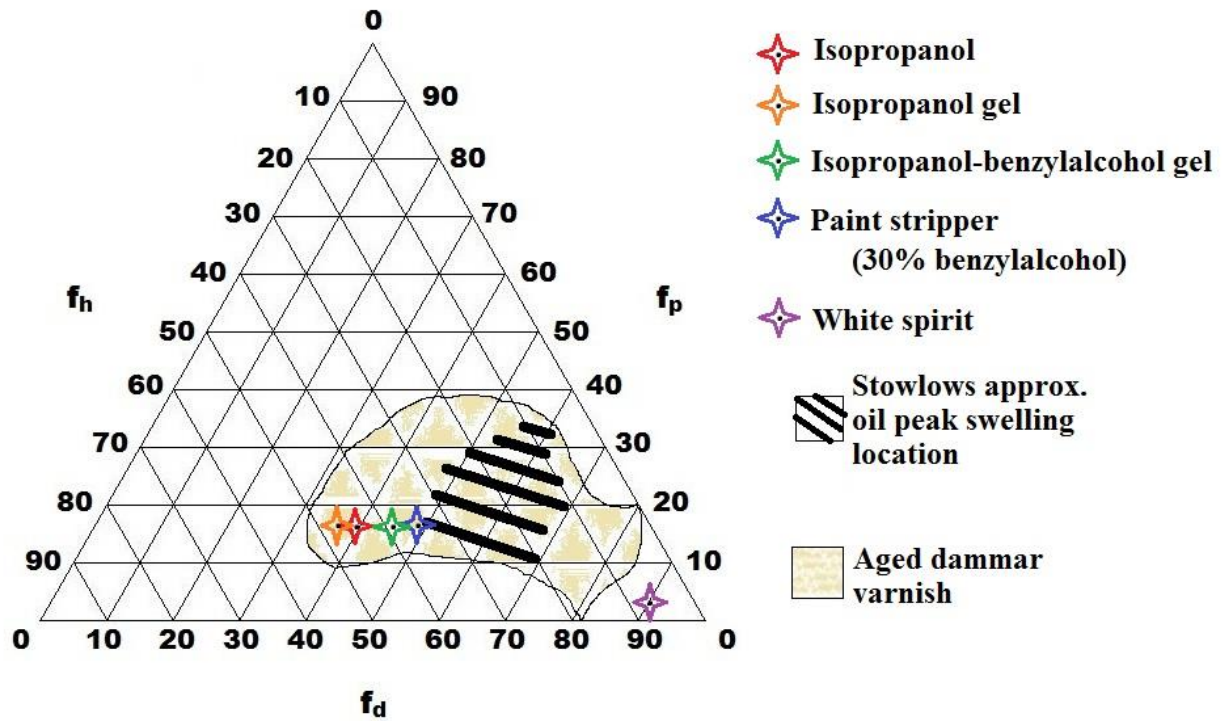 0
10 90
20 80
30 70
40 60
fh fp
50 50
60 40
70 30
80 20
90 10
0 10 20 30 40 50 60 70 80 90 0
fd
Isopropanol
Isopropanol gel
Isopropanol-benzylalcohol gel
Paint stripper
(30% benzylalcohol)
White spirit
Stowlows approx.
oil peak swelling
location
Aged dammar
varnish